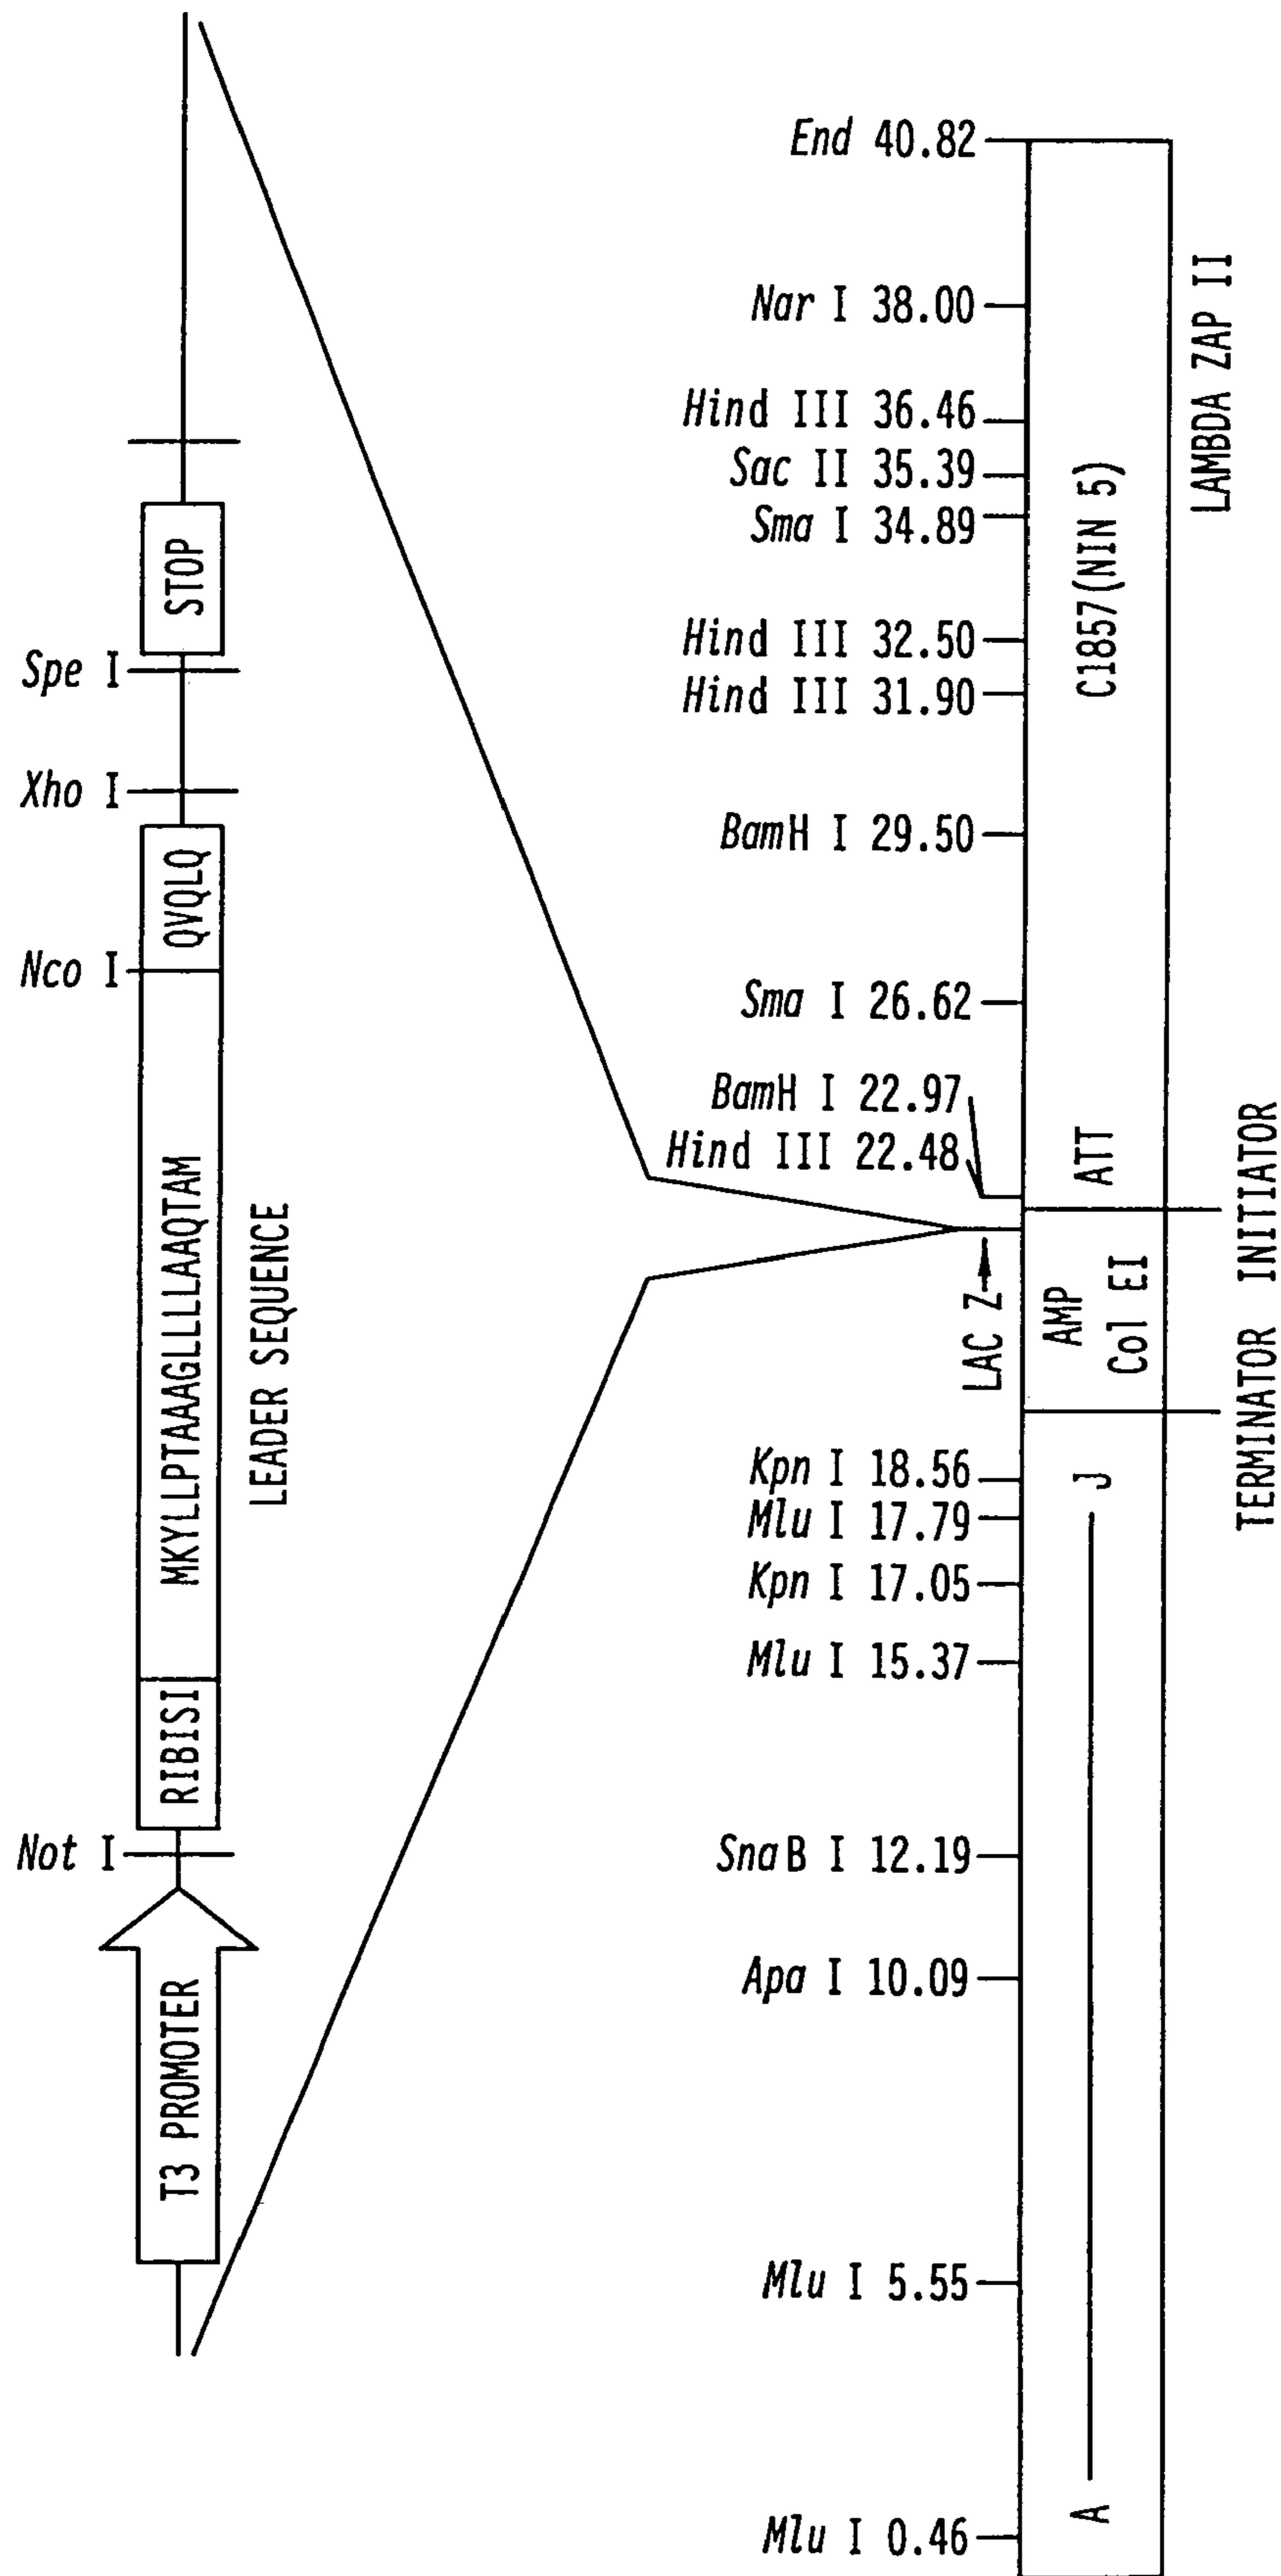 Spe I
Xho I
Nco I
Not I
STOP
QVQLQ
MKYLLPTAAAGLLLLAAQTAM
RIBISI
T3 PROMOTER
LEADER SEQUENCE
End 40.82
Nar I 38.00
Hind III 36.46
Sac II 35.39
Sma I 34.89
Hind III 32.50
Hind III 31.90
BamH I 29.50
Sma I 26.62
BamH I 22.97
Hind III 22.48
LAC Z
Kpn I 18.56
Mlu I 17.79
Kpn I 17.05
Mlu I 15.37
SnaB I 12.19
Apa I 10.09
Mlu I 5.55
Mlu I 0.46
C1857(NIN 5)
ATT
AMP
Col EI
J
A
LAMBDA ZAP II
INITIATOR
TERMINATOR